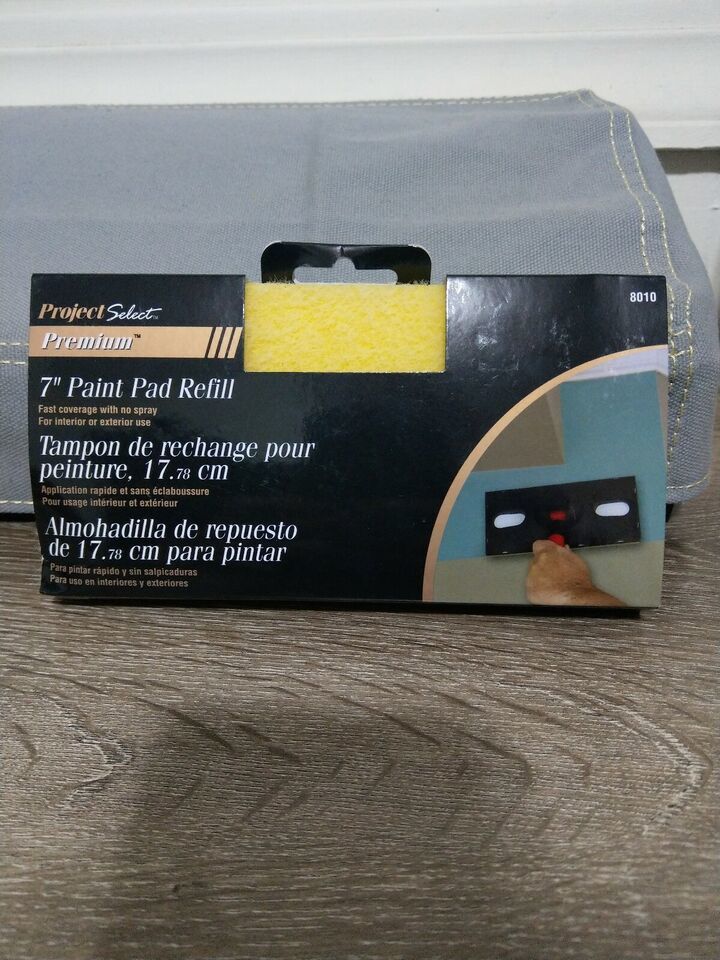 Project Select™
Premium™
8010
7" Paint Pad Refill
Fast coverage with no spray
For interior or exterior use
Tampon de rechange pour
peinture, 17.78 cm
Application rapide et sans éclaboussure
Pour usage intérieur et extérieur
Almohadilla de repuesto
de 17.78 cm para pintar
Para pintar rápido y sin salpicaduras
Para uso en interiores y exteriores